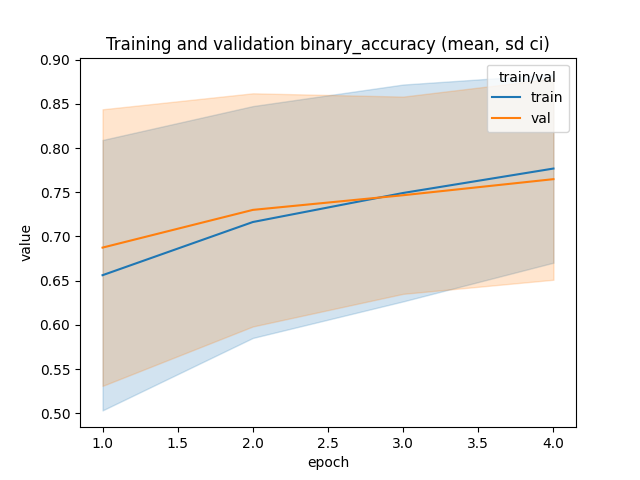 Training and validation binary_accuracy (mean, sd ci)
train/val
train
val
value
0.90
0.85
0.80
0.75
0.70
0.65
0.60
0.55
0.50
1.0 1.5 2.0 2.5 3.0 3.5 4.0
epoch